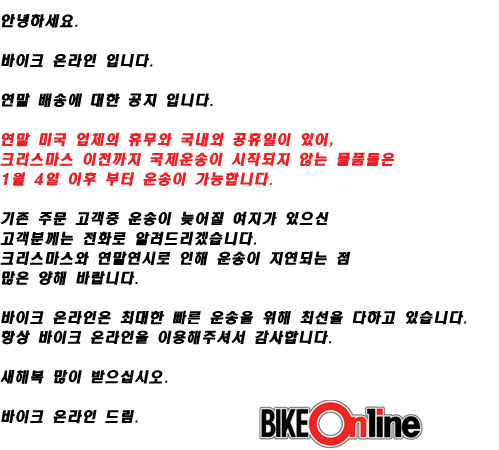 안녕하세요.
바이크 온라인 입니다.
연말 배송에 대한 공지 입니다.
연말 미국 업체의 휴무와 국내외 공휴일이 있어,
크리스마스 이전까지 국제운송이 시작되지 않는 물품들은
1월 4일 이후 부터 운송이 가능합니다.
기존 주문 고객중 운송이 늦어질 여지가 있으신
고객분께는 전화로 알려드리겠습니다.
크리스마스와 연말연시로 인해 운송이 지연되는 점
많은 양해 바랍니다.
바이크 온라인은 최대한 빠른 운송을 위해 최선을 다하고 있습니다.
항상 바이크 온라인을 이용해주셔서 감사합니다.
새해복 많이 받으십시오.
바이크 온라인 드림.
BIKEOn1ine